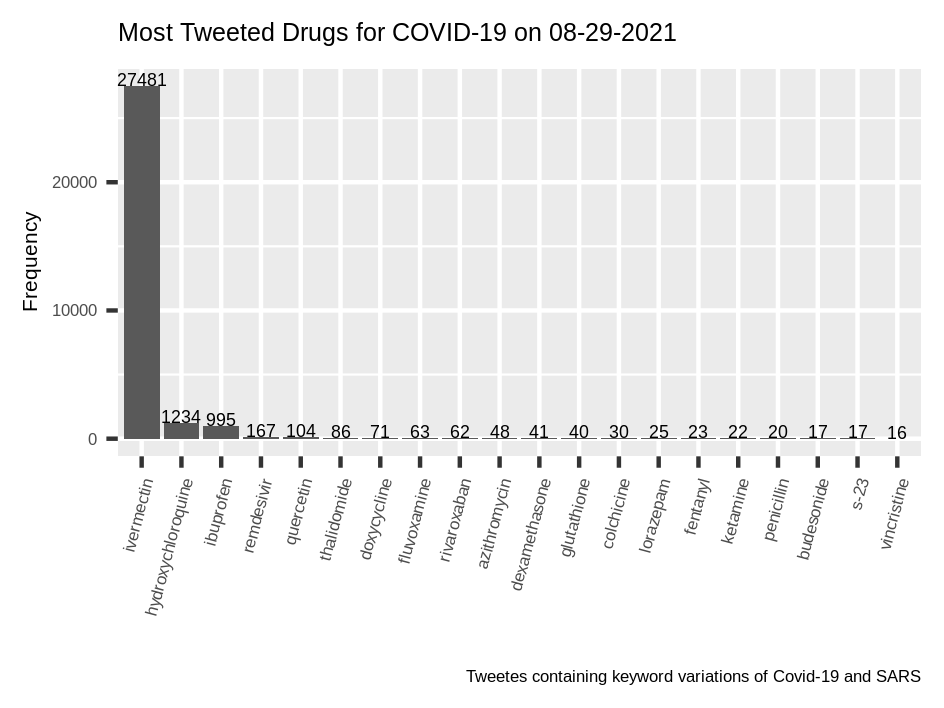 Most Tweeted Drugs for COVID-19 on 08-29-2021
Frequency
20000
10000
0
27481
1234
995
167
104
86
71
63
62
48
41
40
30
25
23
22
20
17
17
16
ivermectin
hydroxychloroquine
ibuprofen
remdesivir
quercetin
thalidomide
doxycycline
fluvoxamine
rivaroxaban
azithromycin
dexamethasone
glutathione
colchicine
lorazepam
fentanyl
ketamine
penicillin
budesonide
s-23
vincristine
Tweetes containing keyword variations of Covid-19 and SARS